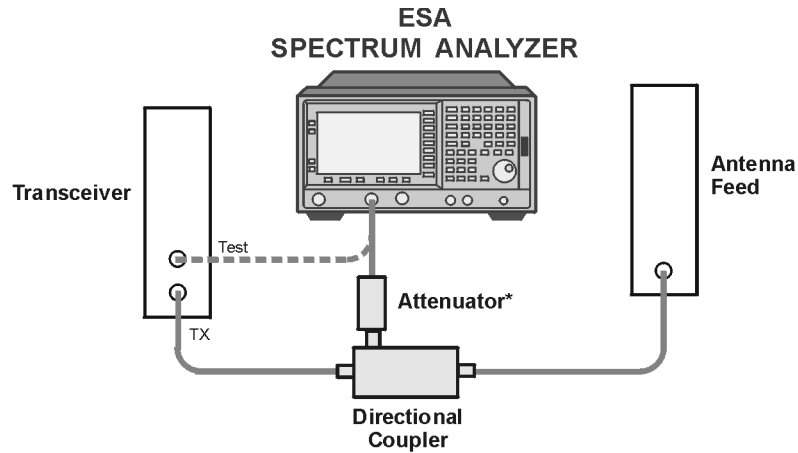 ESA
SPECTRUM ANALYZER
Transceiver
Antenna
Feed
Test
Attenuator*
TX
Directional
Coupler